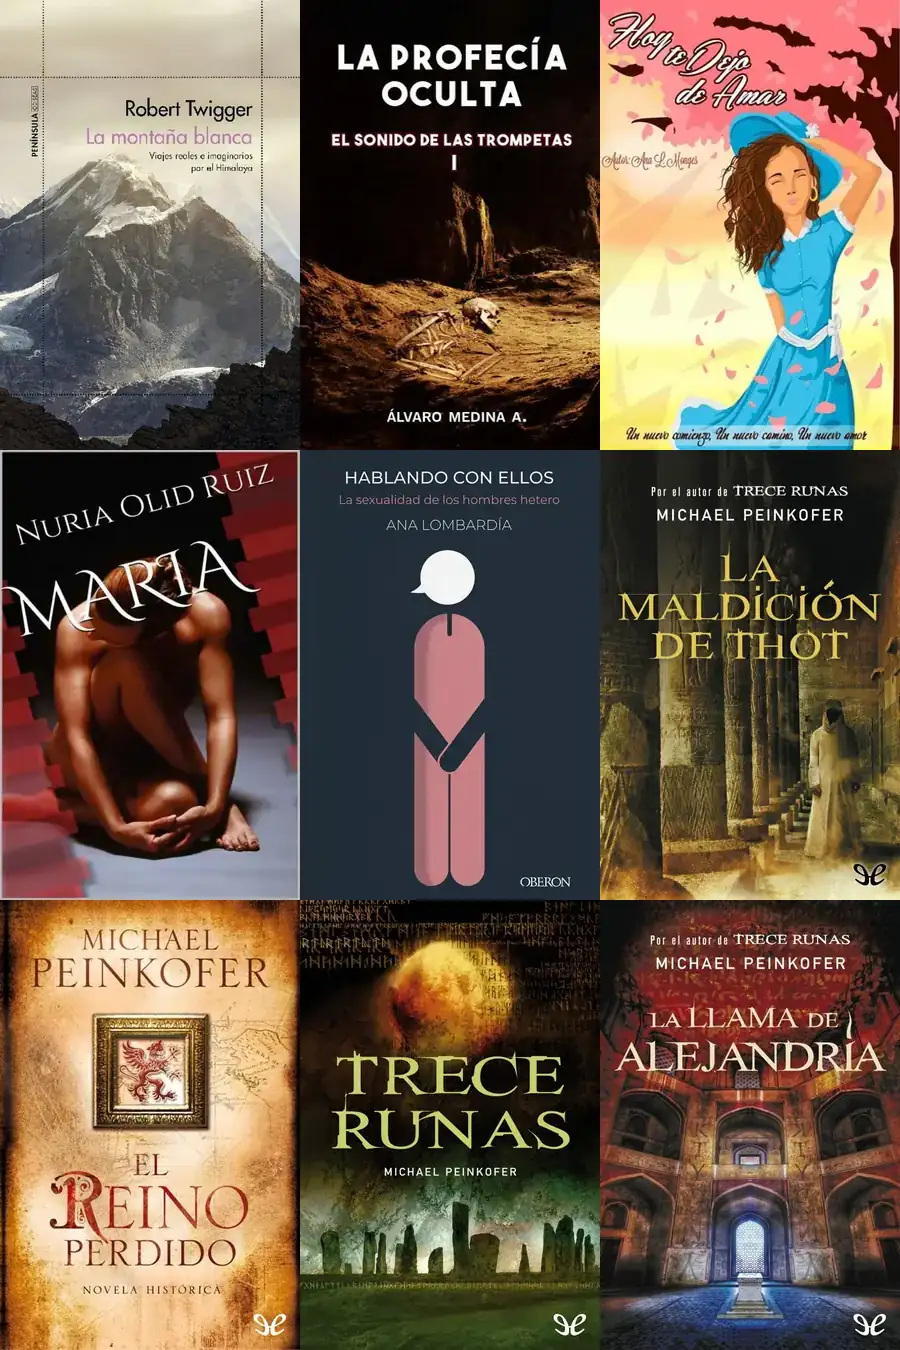 PENÍNSULA
Robert Twigger
La montaña blanca
Viajes reales e imaginarios
por el Himalaya
LA PROFECÍA
OCULTA
EL SONIDO DE LAS TROMPETAS
I
ÁLVARO MEDINA A.
Hoy te Dejo
de Amar
Autor: Ana L. Monges
Un nuevo comienzo, Un nuevo camino, Un nuevo amor
NURIA OLID RUIZ
MARIA
HABLANDO CON ELLOS
La sexualidad de los hombres hetero
ANA LOMBARDÍA
OBERON
Por el autor de TRECE RUNAS
MICHAEL PEINKOFER
LA
MALDICIÓN
DE THOT
MICHAEL
PEINKOFER
EL
REINO
PERDIDO
NOVELA HISTÓRICA
TRECE
RUNAS
MICHAEL PEINKOFER
Por el autor de TRECE RUNAS
MICHAEL PEINKOFER
LA LLAMA DE
ALEJANDRÍA